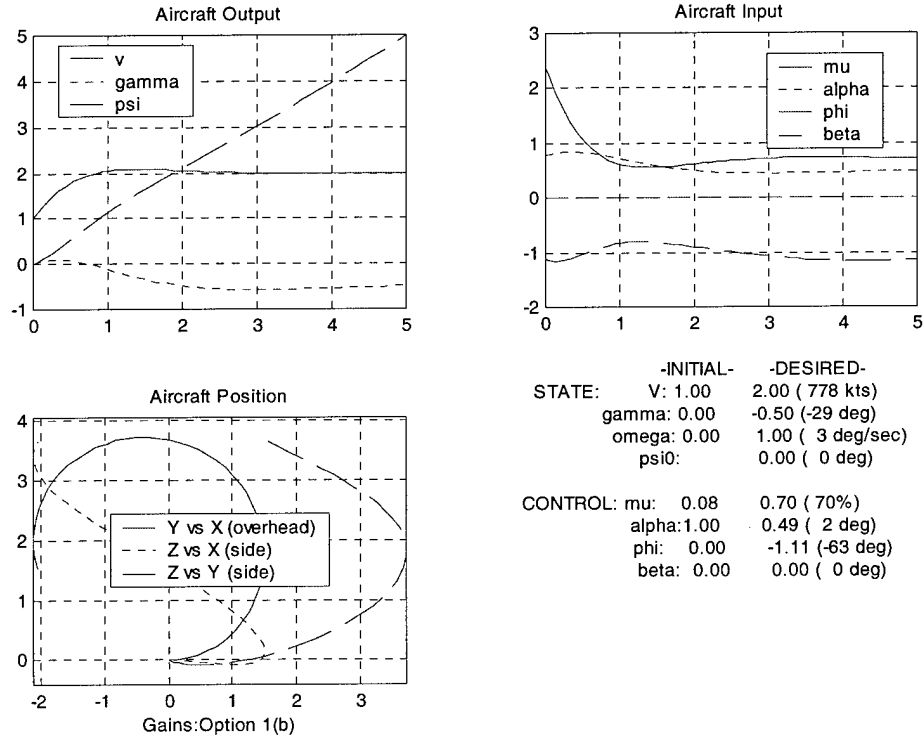 Aircraft Output
5
4
3
2
1
0
-1
0 1 2 3 4 5
v
gamma
psi
Aircraft Input
3
2
1
0
-1
-2
0 1 2 3 4 5
mu
alpha
phi
beta
Aircraft Position
4
3
2
1
0
-2 -1 0 1 2 3
Y vs X (overhead)
Z vs X (side)
Z vs Y (side)
Gains:Option 1(b)
-INITIAL- -DESIRED-
STATE: V: 1.00 2.00 ( 778 kts)
gamma: 0.00 -0.50 (-29 deg)
omega: 0.00 1.00 ( 3 deg/sec)
psi0: 0.00 ( 0 deg)
CONTROL: mu: 0.08 0.70 ( 70%)
alpha:1.00 0.49 ( 2 deg)
phi: 0.00 -1.11 (-63 deg)
beta: 0.00 0.00 ( 0 deg)